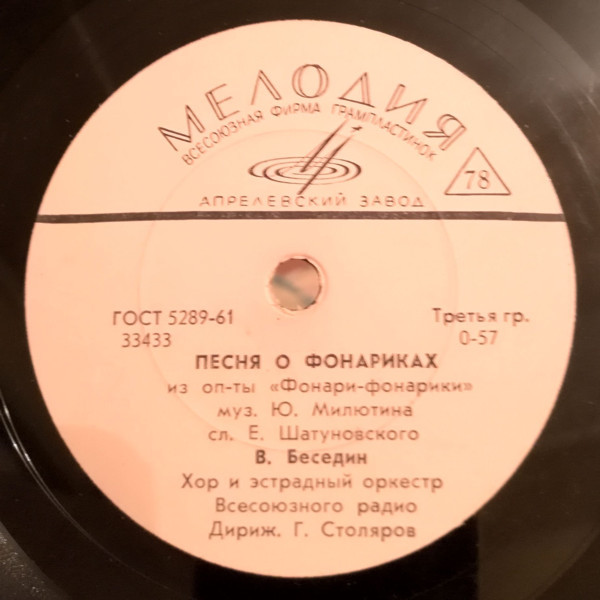 МЕЛОДИЯ
ВСЕСОЮЗНАЯ ФИРМА ГРАМПЛАСТИНОК
78
АПРЕЛЕВСКИЙ ЗАВОД
ГОСТ 5289-61
33433
Третья гр.
0-57
ПЕСНЯ О ФОНАРИКАХ
из оп-ты «Фонари-фонарики»
муз. Ю. Милютина
сл. Е. Шатуновского
В. Беседин
Хор и эстрадный оркестр
Всесоюзного радио
Дириж. Г. Столяров